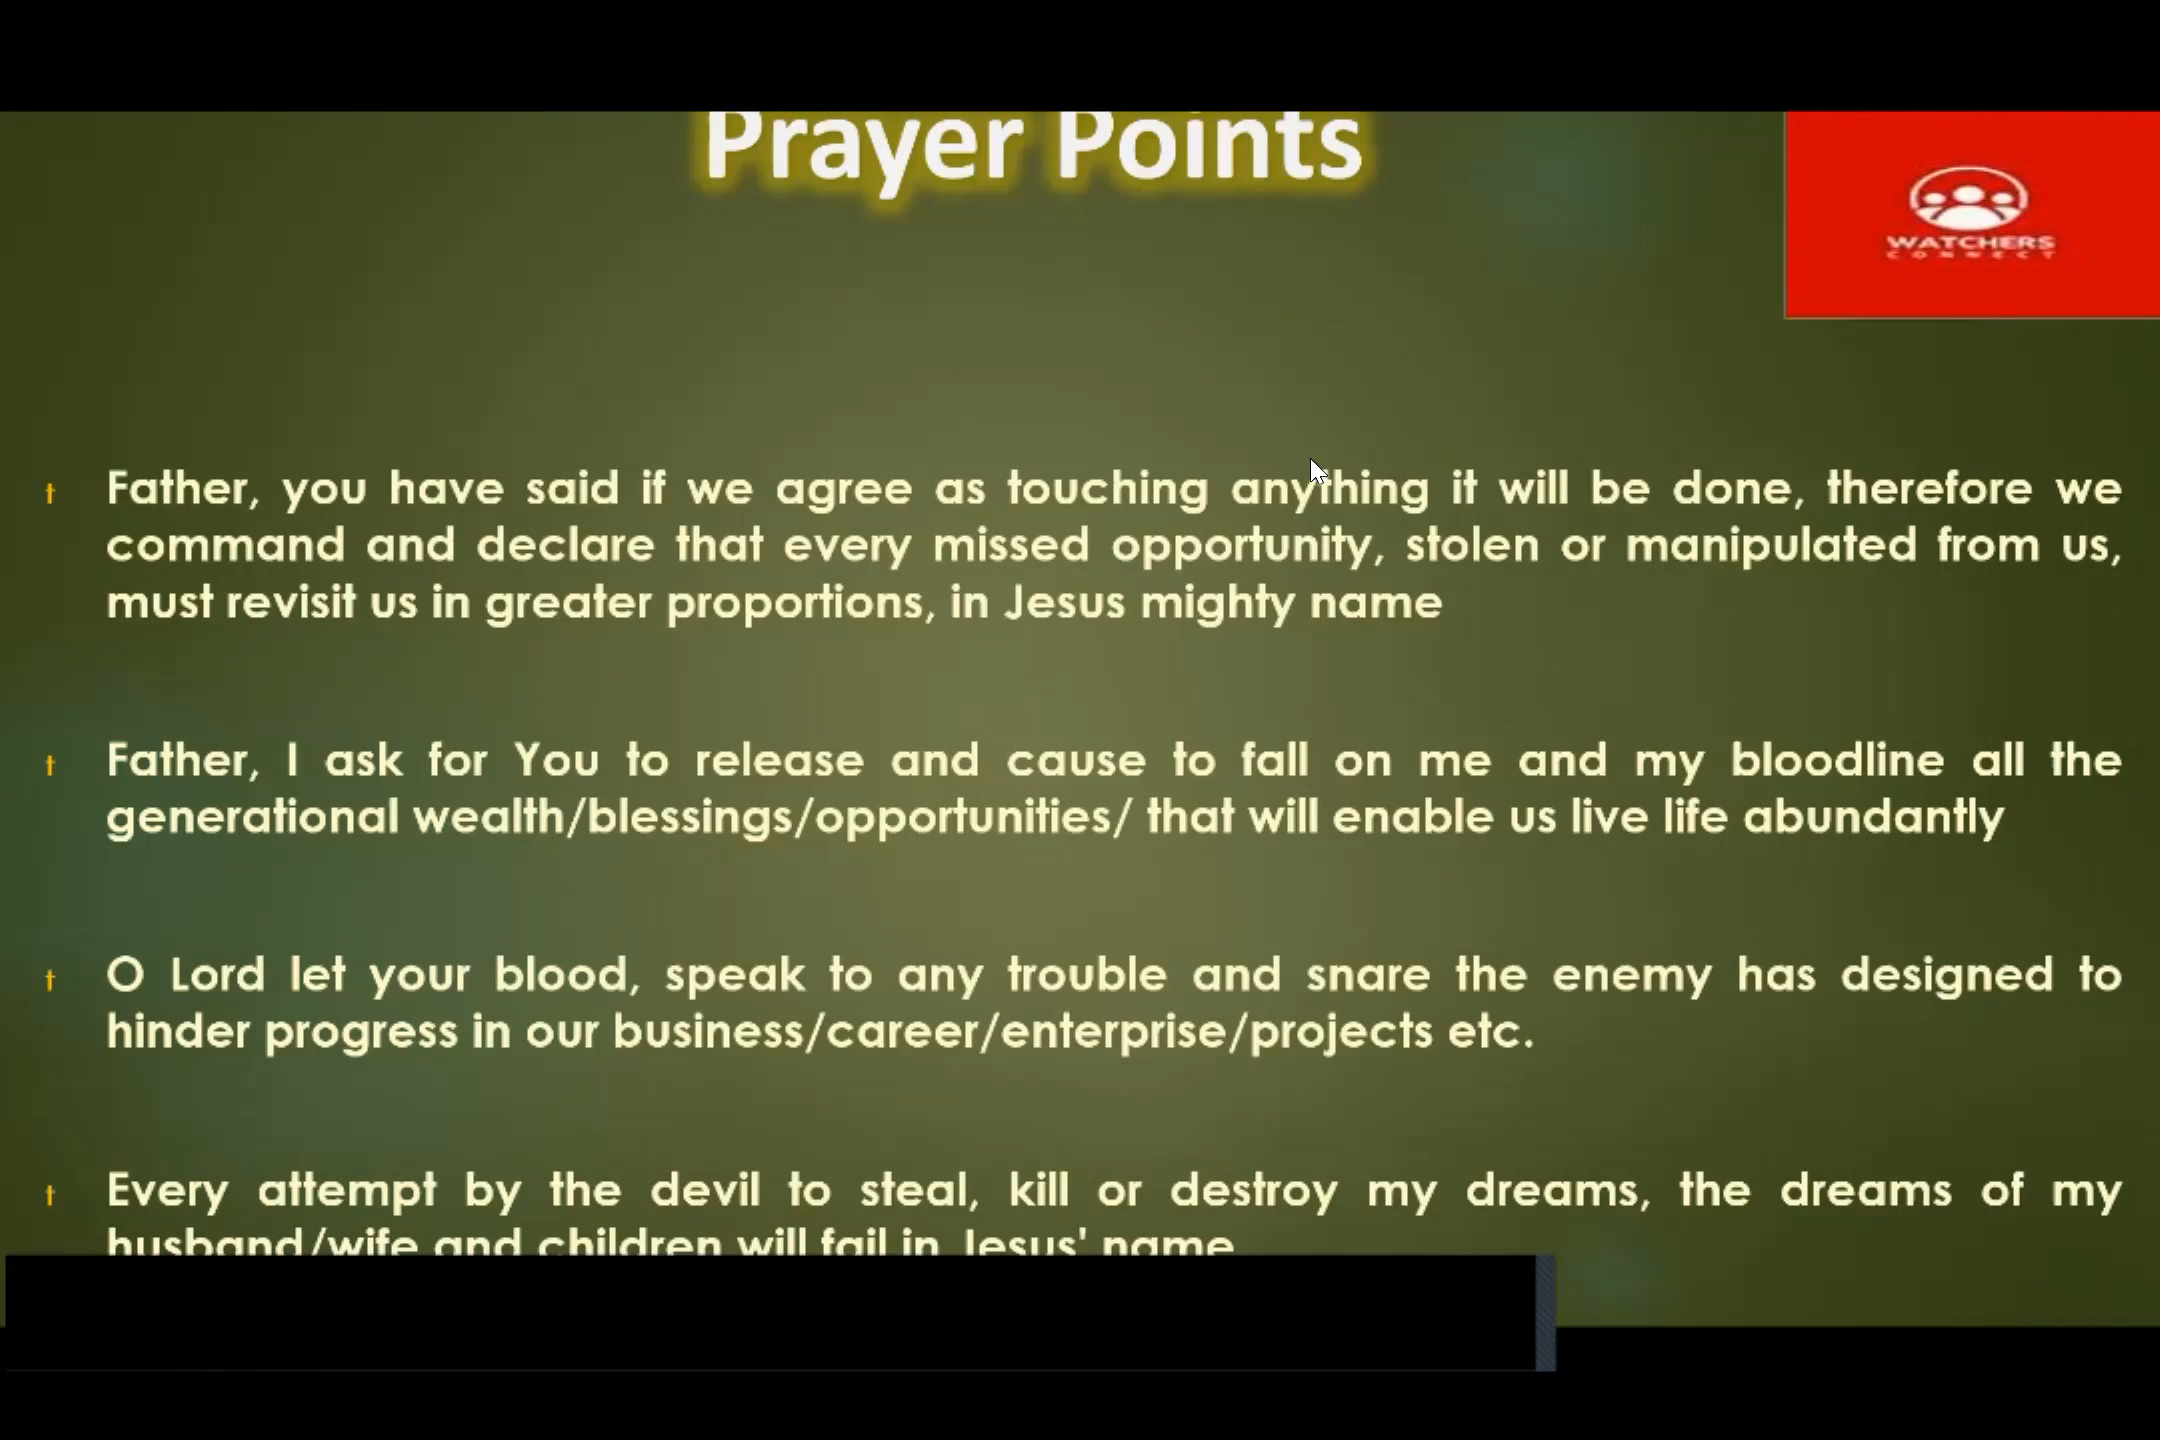 Prayer Points
WATCHERS
CONNECT
† Father, you have said if we agree as touching anything it will be done, therefore we
command and declare that every missed opportunity, stolen or manipulated from us,
must revisit us in greater proportions, in Jesus mighty name
† Father, I ask for You to release and cause to fall on me and my bloodline all the
generational wealth/blessings/opportunities/ that will enable us live life abundantly
† O Lord let your blood, speak to any trouble and snare the enemy has designed to
hinder progress in our business/career/enterprise/projects etc.
† Every attempt by the devil to steal, kill or destroy my dreams, the dreams of my
husband/wife and children will fail in Jesus' name